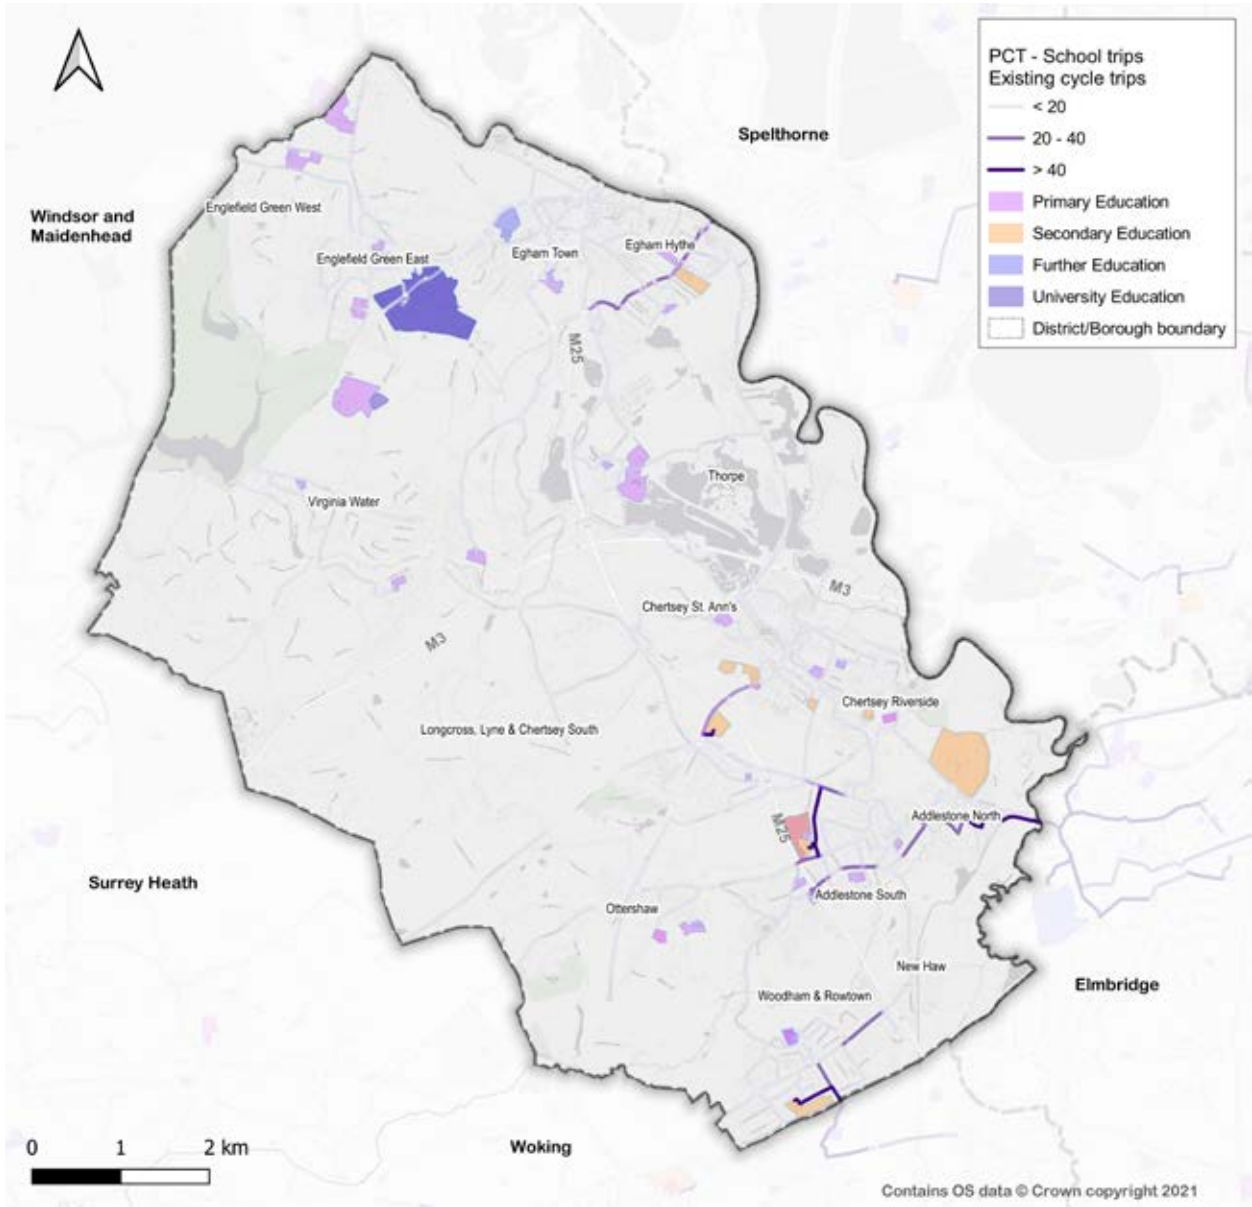 PCT - School trips
Existing cycle trips
< 20
20 - 40
> 40
Primary Education
Secondary Education
Further Education
University Education
District/Borough boundary
Spelthorne
Windsor and
Maidenhead
Englefield Green West
Englefield Green East
Egham Town
Egham Hythe
M25
Thorpe
Virginia Water
M3
Chertsey St. Ann's
M3
Chertsey Riverside
Longcross, Lyne & Chertsey South
M25
Addlestone North
Surrey Heath
Addlestone South
Ottershaw
New Haw
Woodham & Rowtown
Elmbridge
Woking
0 1 2 km
Contains OS data © Crown copyright 2021